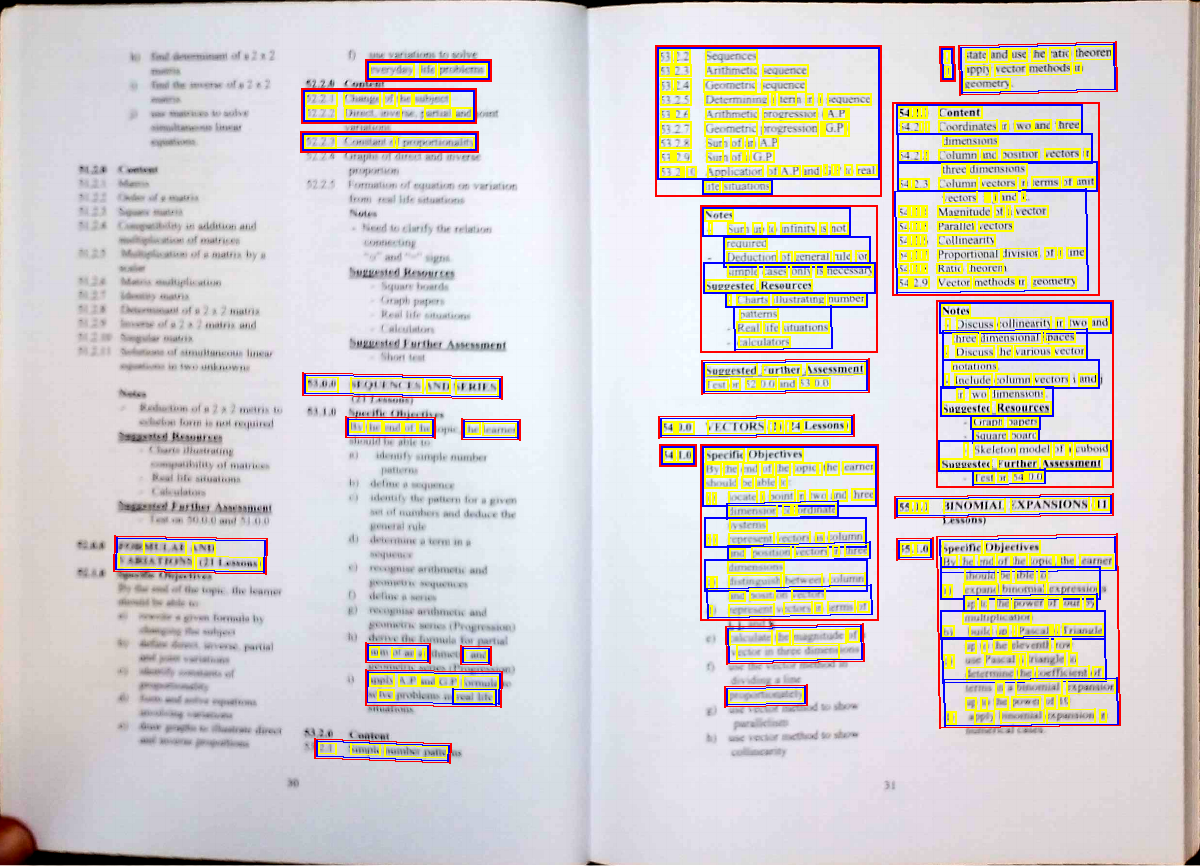 h) find determinant of a 2 x 2
matrix
i) find the inverse of a 2 x 2
matrix.
j) use matrices to solve
simultaneous linear
equations.
51.2.0 Content
51.2.1 Matrix
51.2.2 Order of a matrix
51.2.3 Square matrix
51.2.4 Compatibility in addition and
multiplication of matrices
51.2.5 Multiplication of a matrix by a
scalar
51.2.6 Matrix multiplication
51.2.7 Identity matrix
51.2.8 Determinant of a 2 x 2 matrix
51.2.9 Inverse of a 2 x 2 matrix and
51.2.10 Singular matrix
51.2.11 Solutions of simultaneous linear
equations in two unknowns
Notes
- Reduction of a 2 x 2 metrix to
echelon form is not required
Suggested Resources
- Charts illustrating
compatibility of matrices
- Real life situations
- Calculators
Suggested Further Assessment
- Test on 50.0.0 and 51.0.0
52.0.0 FORMULAE AND
VARIATIONS (21 Lessons)
52.1.0 Specific Objectives
By the end of the topic, the learner
should be able to:
a) rewrite a given formula by
changing the subject
b) define direct, inverse, partial
and joint variations
c) identify constants of
proportionality
d) form and solve equations
involving variations
e) draw graphs to illustrate direct
and inverse proportions
30
f) use variations to solve
everyday life problems
52.2.0 Content
52.2.1 Change of the subject
52.2.2 Direct, inverse, partial and joint
variations
52.2.3 Constant of proportionality
52.2.4 Graphs of direct and inverse
proportion
52.2.5 Formation of equation on variation
from real life situations
Notes
- Need to clarify the relation
connecting
and signs
Suggested Resources
- Square boards
- Graph papers
- Real life situations
- Calculators
Suggested Further Assessment
- Short test
53.0.0 SEQUENCES AND SERIES
(21 Lessons)
53.1.0 Specific Objectives
By the end of the topic, the learner
should be able to
a) identify simple number
patterns
b) define a sequence
c) identify the pattern for a given
set of numbers and deduce the
general rule
d) determine a term in a
sequence
e) recognise arithmetic and
geometric sequences
f) define a series
g) recognise arithmetic and
geometric series (Progression)
h) derive the formula for partial
sum of an arithmetic and
geometric series (Progression)
i) apply A.P and G.P formula to
solve problems in real life
situations.
53.2.0 Content
53.2.1 Simple number patterns
53.2.2 Sequences
53.2.3 Arithmetic sequence
53.2.4 Geometric sequence
53.2.5 Determining a term in a sequence
53.2.6 Arithmetic progression (A.P)
53.2.7 Geometric progression (G.P)
53.2.8 Sum of an A.P
53.2.9 Sum of a G.P
53.2.10 Application of A.P and G.P to real
life situations
Notes
- Sum up to infinity is not
required
- Deduction of general rule for
simple cases only is necessary
Suggested Resources
- Charts illustrating number
patterns
- Real life situations
- calculators
Suggested Further Assessment
Test on 52.0.0 and 53.0.0
54.0.0 VECTORS (2) (24 Lessons)
54.1.0 Specific Objectives
By the end of the topic, the learner
should be able to:
a) locate a point in two and three
dimension co-ordinate
systems
b) represent vectors as column
and position vectors in three
dimensions
c) distinguish between column
and position vectors
d) represent vectors in terms of
i, j, and k
e) calculate the magnitude of a
vector in three dimensions
f) use the vector method in
dividing a line
proportionately
g) use vector method to show
parallelism
h) use vector method to show
collinearity
31
state and use the ratio theorem
apply vector methods in
geometry.
Content
Coordinates in two and three
dimensions
Column and position vectors in
three dimensions
54.2.3 Column vectors in terms of unit
vectors i, j and k.
Magnitude of a vector
Parallel vectors
Collinearity
Proportional division of a line
Ratio theorem
54.2.9 Vector methods in geometry
Notes
- Discuss collinearity in two and
three dimensional spaces
- Discuss the various vector
notations.
- Include column vectors i and j
in two dimensions.
Suggested Resources
- Graph papers
- Square board
- Skeleton model of a cuboid
Suggested Further Assessment
- Test on 54.0.0
BINOMIAL EXPANSIONS (11
Lessons)
55.1.0 Specific Objectives
By the end of the topic, the learner
should be able to:
a) expand binomial expressions
up to the power of four by
multiplication
b) build up a Pascal's Triangle
up to the eleventh row
c) use Pascal's triangle to
determine the coefficient of
terms in a binomial expansion
up to the power of 10
d) apply binomial expansion in
numerical cases.